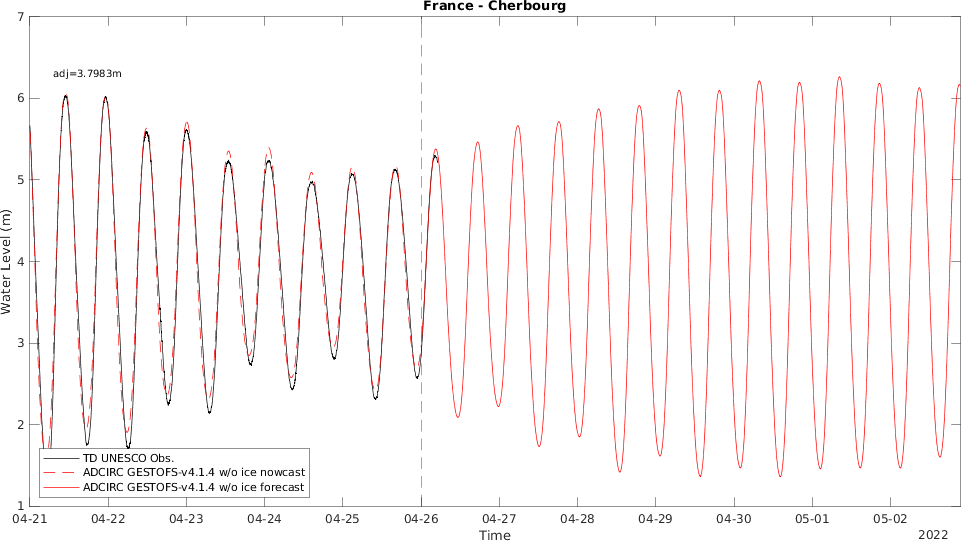 France - Cherbourg
adj=3.7983m
Water Level (m)
7
6
5
4
3
2
1
TD UNESCO Obs.
ADCIRC GESTOFS-v4.1.4 w/o ice nowcast
ADCIRC GESTOFS-v4.1.4 w/o ice forecast
04-21 04-22 04-23 04-24 04-25 04-26 04-27 04-28 04-29 04-30 05-01 05-02
Time
2022